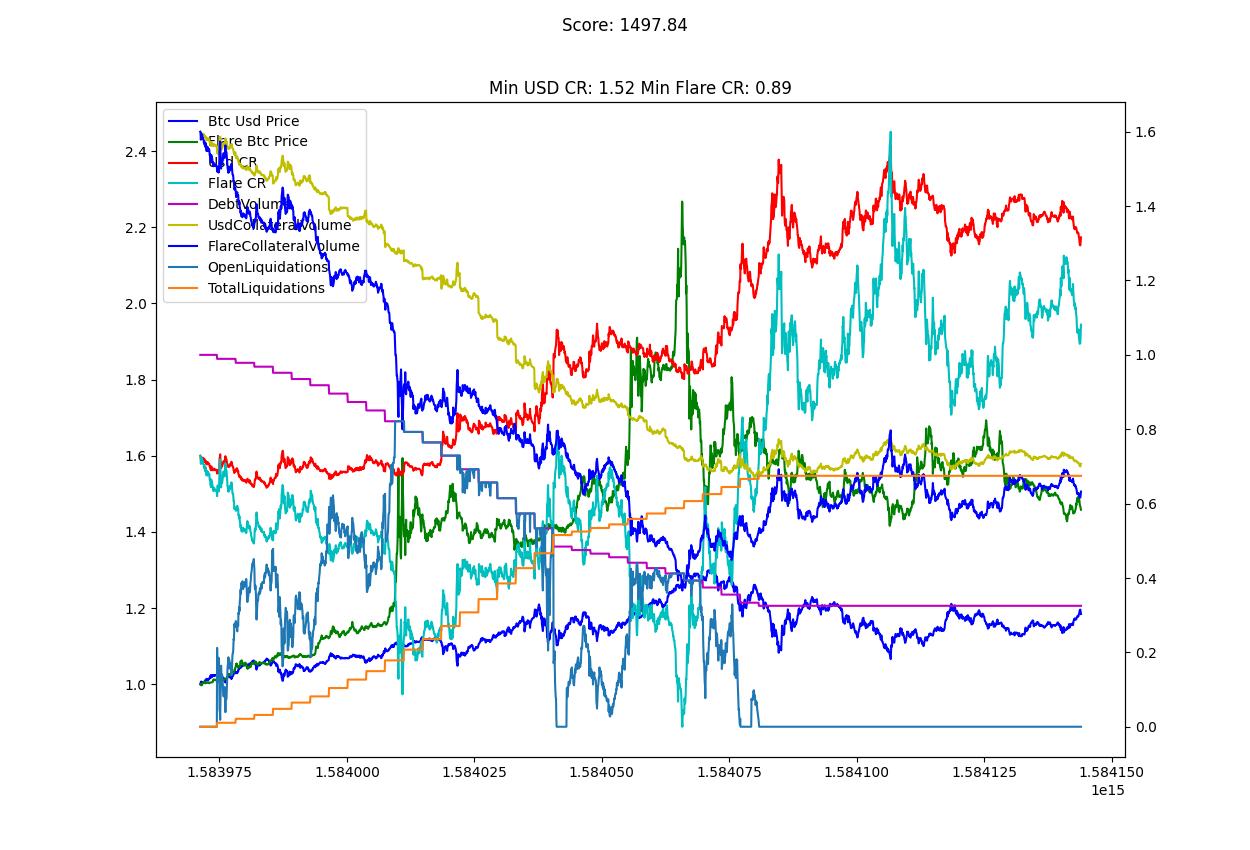 Score: 1497.84
Min USD CR: 1.52 Min Flare CR: 0.89
Btc Usd Price
Flare Btc Price
Usd CR
Flare CR
DebtVolume
UsdCollateralVolume
FlareCollateralVolume
OpenLiquidations
TotalLiquidations
2.4
2.2
2.0
1.8
1.6
1.4
1.2
1.0
1.6
1.4
1.2
1.0
0.8
0.6
0.4
0.2
0.0
1.583975 1.584000 1.584025 1.584050 1.584075 1.584100 1.584125 1.584150
1e15